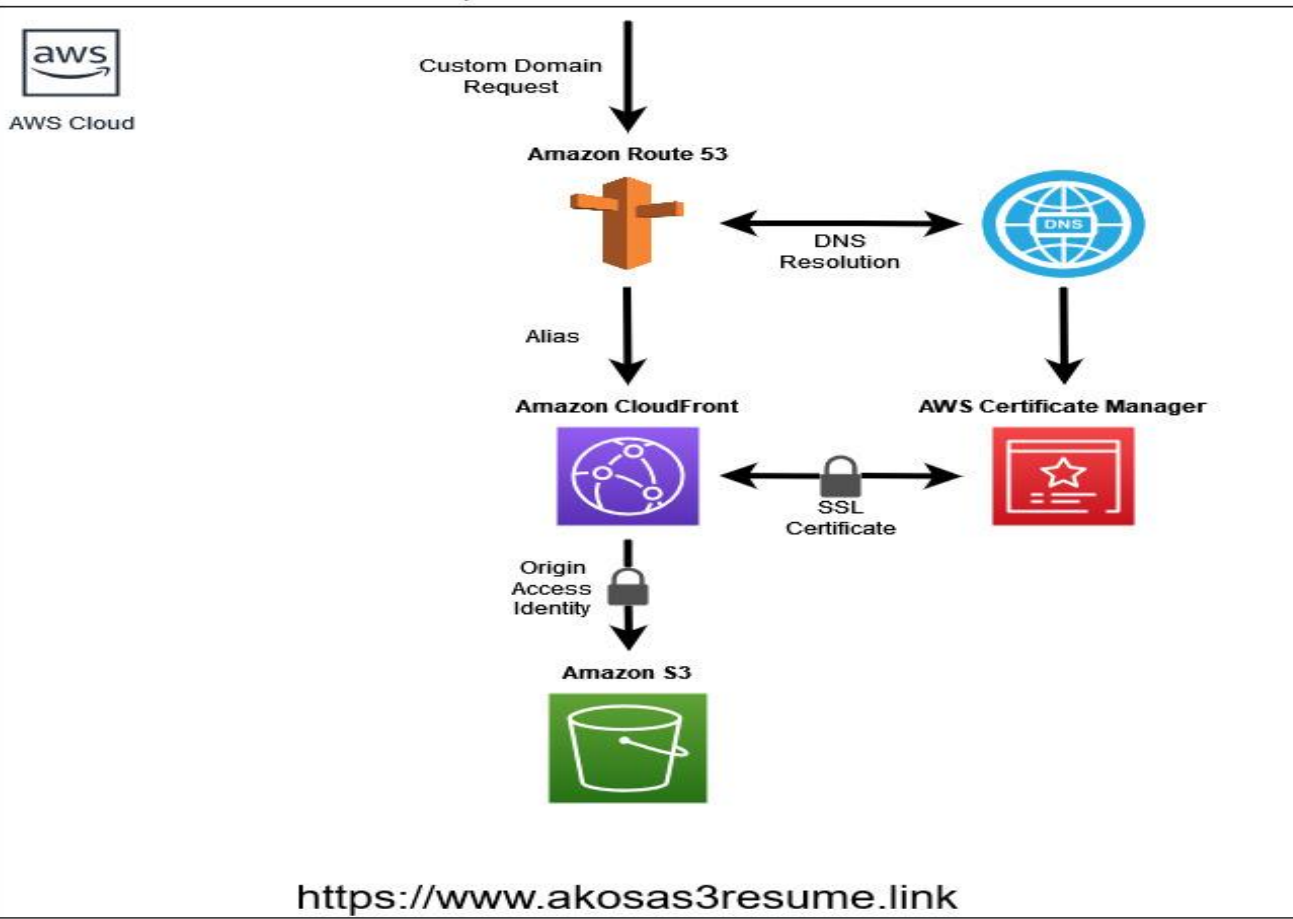 aws
AWS Cloud
Custom Domain
Request
Amazon Route 53
DNS
DNS
Resolution
Alias
Amazon CloudFront
AWS Certificate Manager
SSL
Certificate
Origin
Access
Identity
Amazon S3
https://www.akosas3resume.link